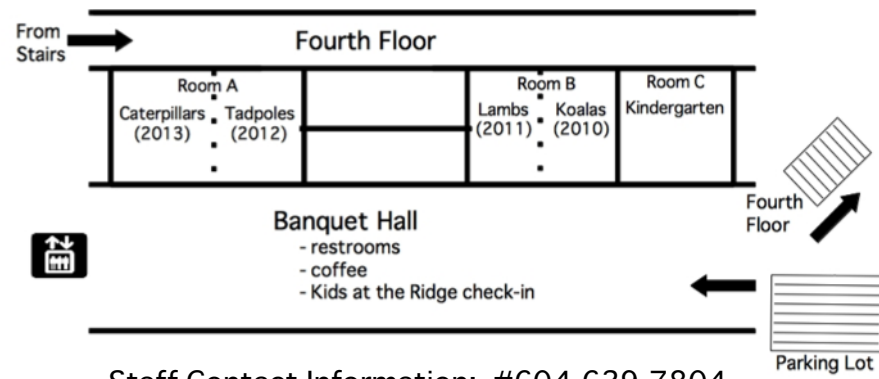 From
Stairs
Fourth Floor
Room A
Caterpillars
(2013)
Tadpoles
(2012)
Room B
Lambs
(2011)
Koalas
(2010)
Room C
Kindergarten
Fourth
Floor
Banquet Hall
- restrooms
- coffee
- Kids at the Ridge check-in
Parking Lot
Staff Contact Information: #604.639.7804